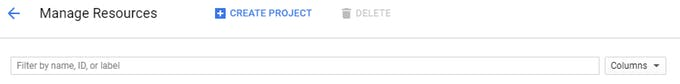 Manage Resources CREATE PROJECT DELETE
Filter by name, ID, or label Columns